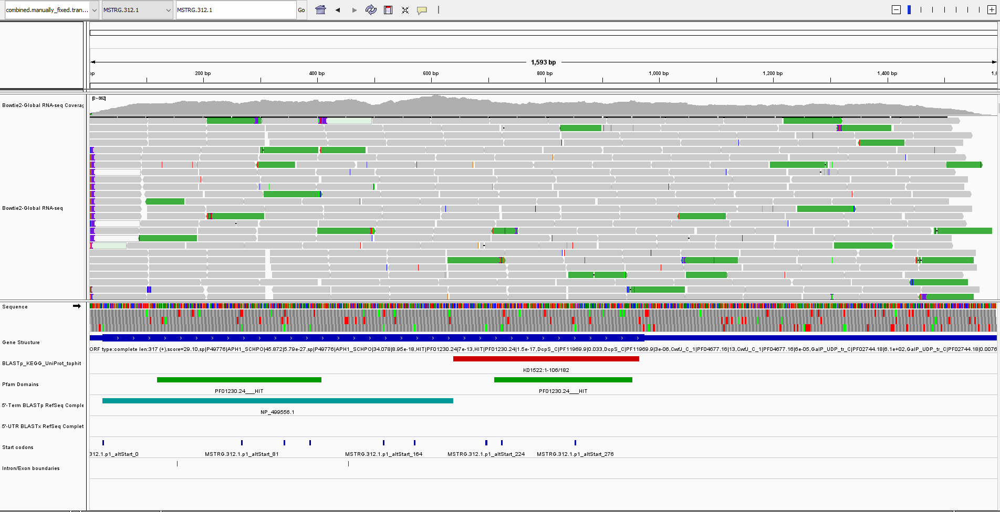 combined.manually_fixed.tran... MSTRG.312.1 MSTRG.312.1 Go
1,593 bp
200 bp 400 bp 600 bp 800 bp 1,000 bp 1,200 bp 1,400 bp
[0 - 862]
Bowtie2-Global RNA-seq Coverag
Bowtie2-Global RNA-seq
Sequence
Gene Structure
ORF type:complete len:317 (+),score=29.10,sp|P49776|APH1_SCHPO|45.872|5.79e-27,sp|P49776|APH1_SCHPO|34.078|8.95e-18,HIT|PF01230.24|7e-13,HIT|PF01230.24|1.5e-17,DcpS_C|PF11969.9|0.033,DcpS_C|PF11969.9|3e-06,CwfJ_C_1|PF04677.16|13,CwfJ_C_1|PF04677.16|6e-05,GalP_UDP_tr_C|PF02744.18|6.1e+02,GalP_UDP_tr_C|PF02744.18|0.0076
BLASTp_KEGG_UniProt_tophit
K01522:1-106/182
Pfam Domains
PF01230.24___HIT PF01230.24___HIT
5'-Term BLASTp RefSeq Comple
NP_499556.1
5'-UTR BLASTx RefSeq Complet
Start codons
312.1.p1_altStart_0 MSTRG.312.1.p1_altStart_81 MSTRG.312.1.p1_altStart_164 MSTRG.312.1.p1_altStart_224 MSTRG.312.1.p1_altStart_276
Intron/Exon boundaries